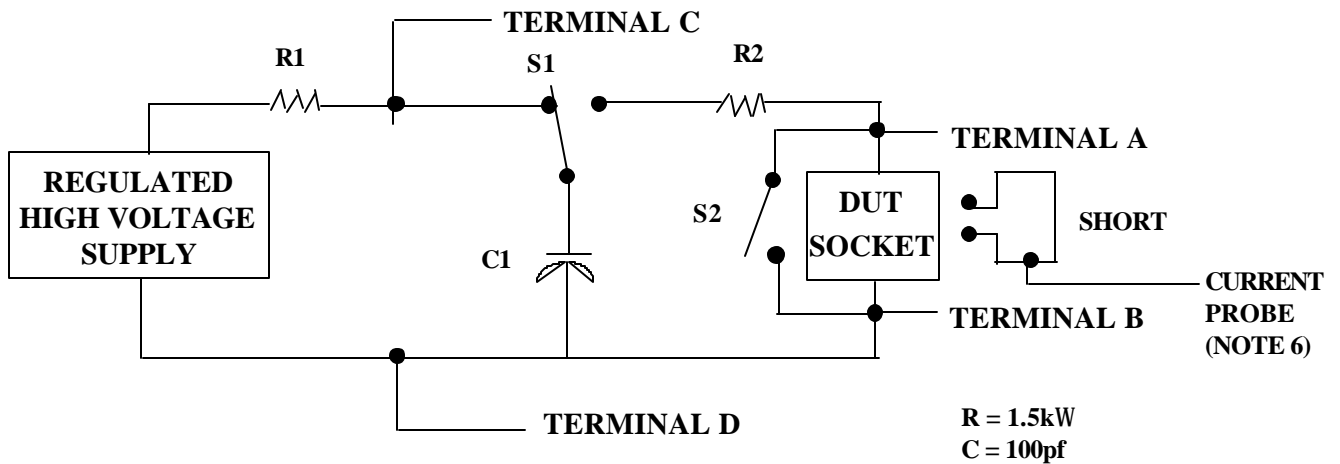 TERMINAL C
R1
S1
R2
TERMINAL A
REGULATED
HIGH VOLTAGE
SUPPLY
S2
DUT
SOCKET
SHORT
C1
CURRENT
PROBE
(NOTE 6)
TERMINAL B
TERMINAL D
R = 1.5kW
C = 100pf